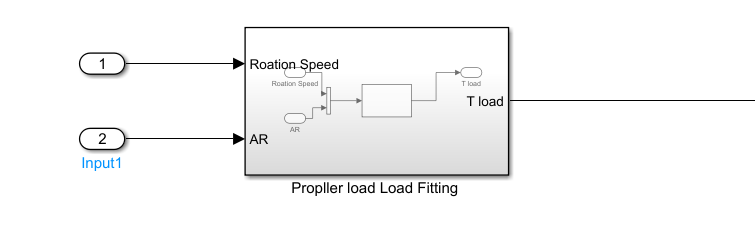 1
Roation Speed
Roation Speed
T load
T load
AR
2
AR
Input1
Propller load Load Fitting